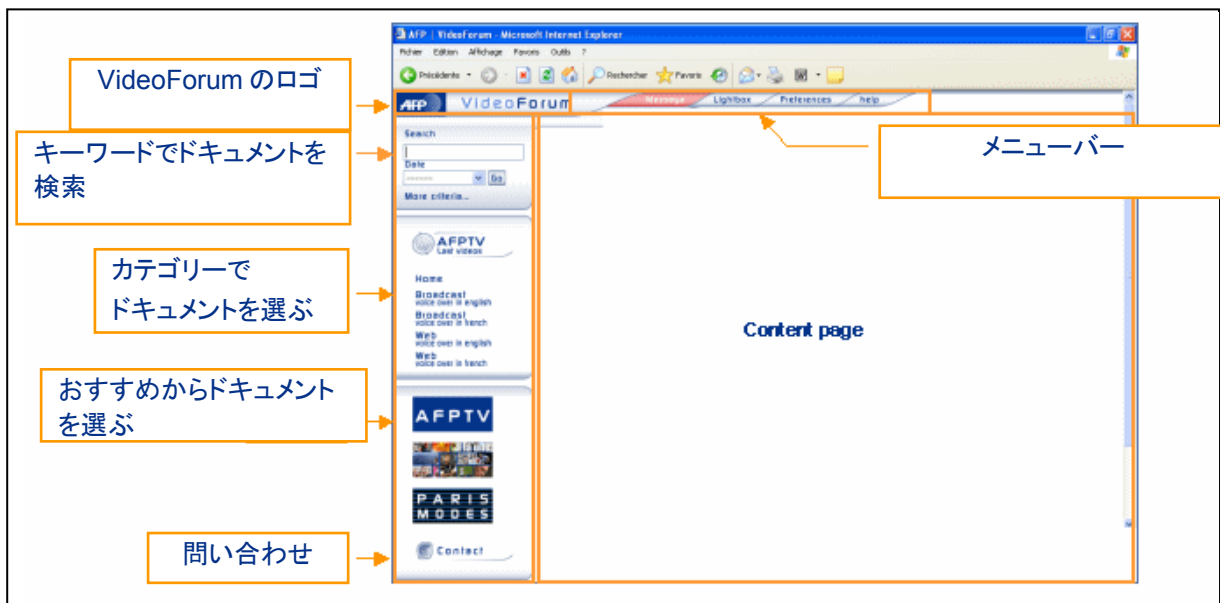 AFP | VideoForum - Microsoft Internet Explorer
Fichier Edition Affichage Favoris Outils ?
Précédente Rechercher Favoris
VideoForum のロゴ
AFP VideoForum Message Lightbox Preferences help
メニューバー
キーワードでドキュメントを
検索
Search
Date
Go
More criteria...
カテゴリーで
ドキュメントを選ぶ
AFPTV
Last videos
Home
Broadcast
voice over in english
Broadcast
voice over in french
Web
voice over in english
Web
voice over in french
Content page
おすすめからドキュメント
を選ぶ
AFPTV
PARIS
MODES
問い合わせ
Contact